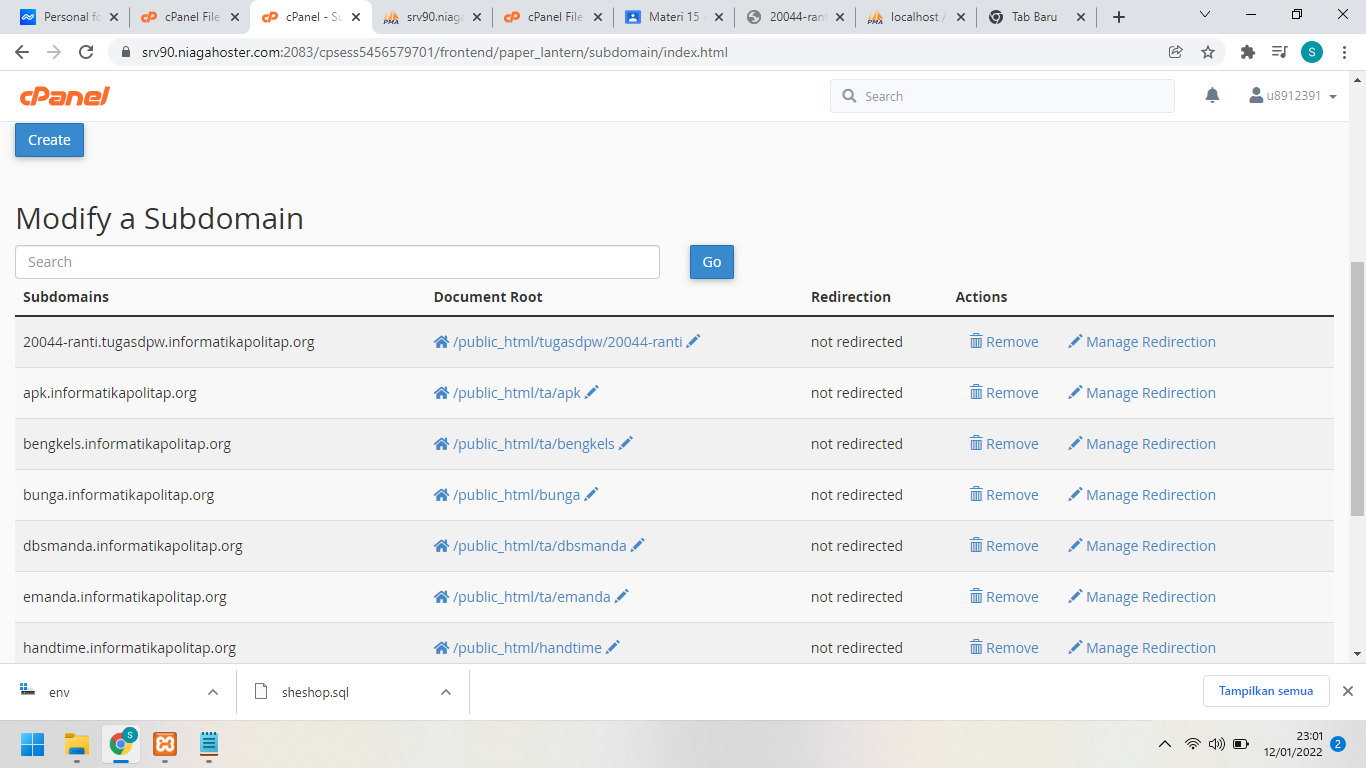 Personal fo
cPanel File
cPanel - Su
srv90.niaga
cPanel File
Materi 15 -
20044-rant
localhost /
Tab Baru
srv90.niagahoster.com:2083/cpsess5456579701/frontend/paper_lantern/subdomain/index.html
S
cPanel
Search
u8912391
Create
Modify a Subdomain
Search
Go
Subdomains Document Root Redirection Actions
20044-ranti.tugasdpw.informatikapolitap.org /public_html/tugasdpw/20044-ranti not redirected Remove Manage Redirection
apk.informatikapolitap.org /public_html/ta/apk not redirected Remove Manage Redirection
bengkels.informatikapolitap.org /public_html/ta/bengkels not redirected Remove Manage Redirection
bunga.informatikapolitap.org /public_html/bunga not redirected Remove Manage Redirection
dbsmanda.informatikapolitap.org /public_html/ta/dbsmanda not redirected Remove Manage Redirection
emanda.informatikapolitap.org /public_html/ta/emanda not redirected Remove Manage Redirection
handtime.informatikapolitap.org /public_html/handtime not redirected Remove Manage Redirection
env
sheshop.sql
Tampilkan semua
S
23:01
12/01/2022
2